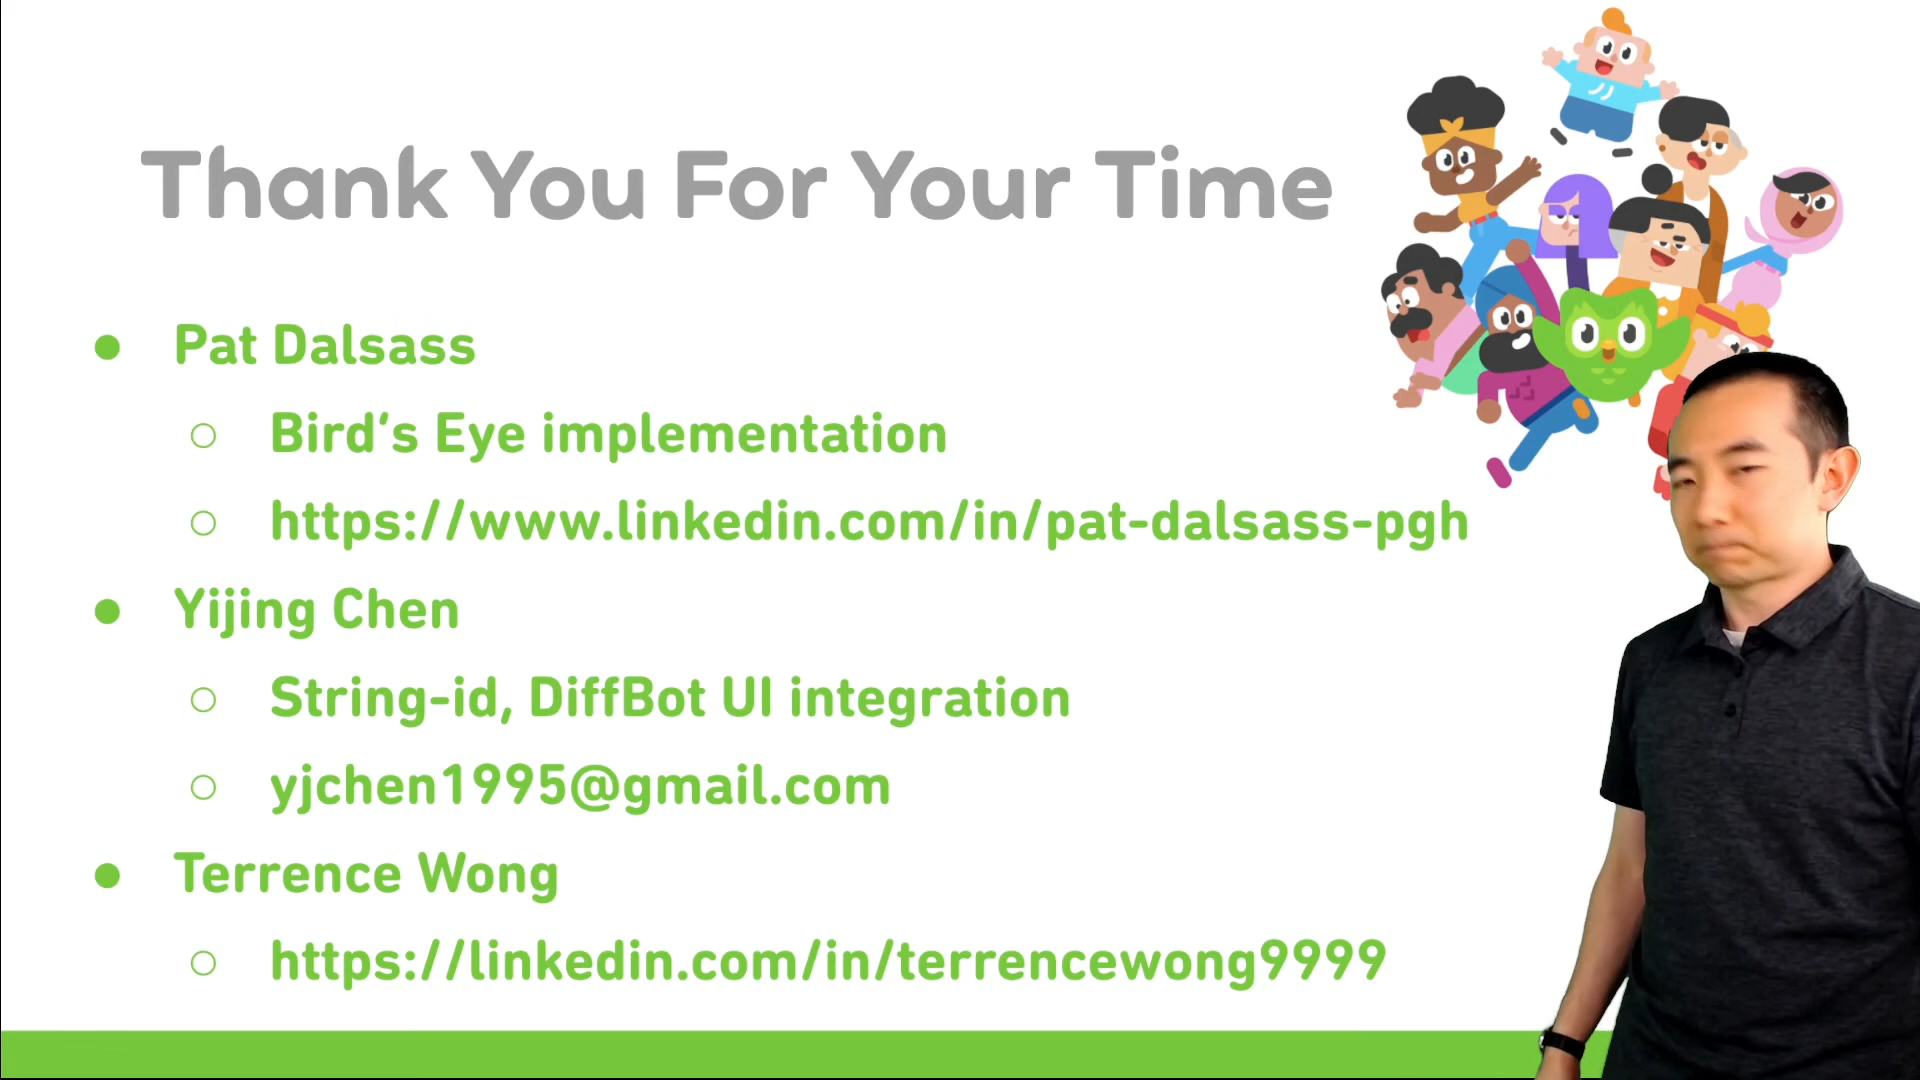 Thank You For Your Time
Pat Dalsass
Bird's Eye implementation
https://www.linkedin.com/in/pat-dalsass-pgh
Yijing Chen
String-id, DiffBot UI integration
yjchen1995@gmail.com
Terrence Wong
https://linkedin.com/in/terrencewong9999